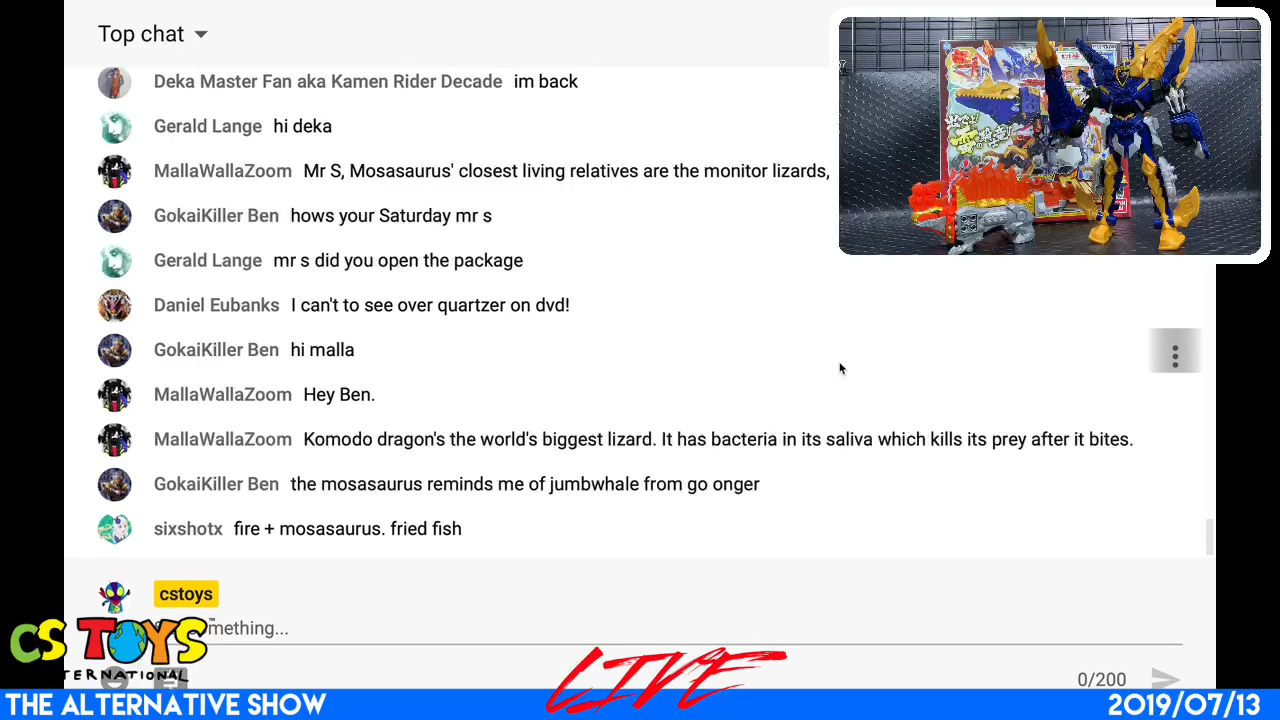 Top chat
Deka Master Fan aka Kamen Rider Decade im back
Gerald Lange hi deka
MallaWallaZoom Mr S, Mosasaurus' closest living relatives are the monitor lizards,
GokaiKiller Ben hows your Saturday mr s
Gerald Lange mr s did you open the package
Daniel Eubanks I can't to see over quartzer on dvd!
GokaiKiller Ben hi malla
MallaWallaZoom Hey Ben.
MallaWallaZoom Komodo dragon's the world's biggest lizard. It has bacteria in its saliva which kills its prey after it bites.
GokaiKiller Ben the mosasaurus reminds me of jumbwhale from go onger
sixshotx fire + mosasaurus. fried fish
cstoys
mething...
CS TOYS
TERNATIONAL
LIVE
0/200
THE ALTERNATIVE SHOW
2019/07/13